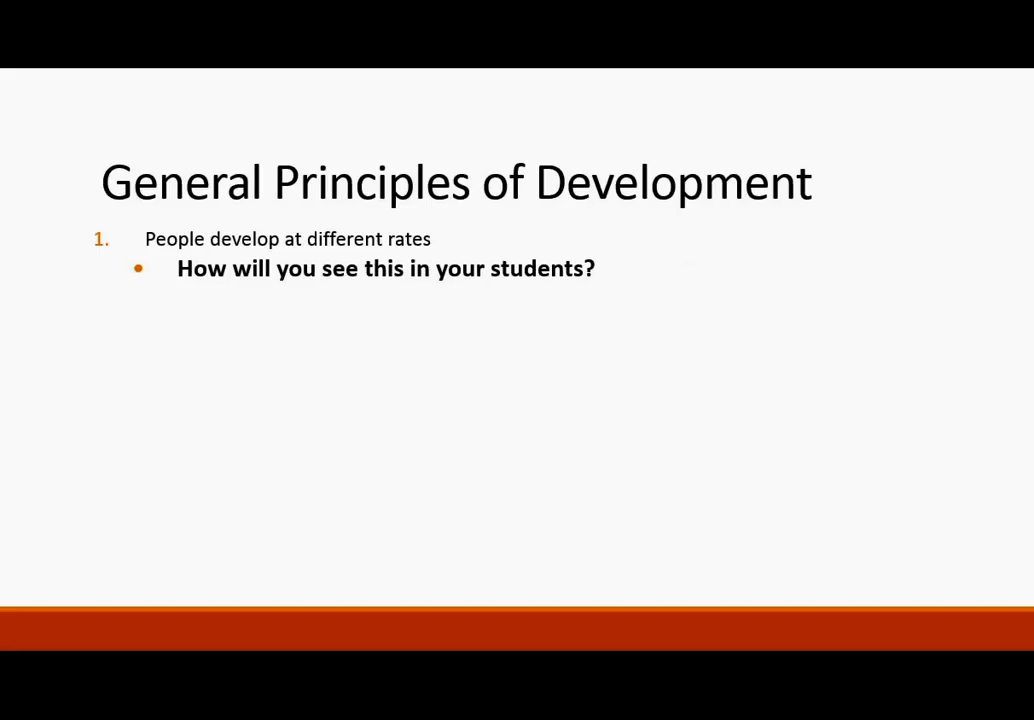 General Principles of Development
1. People develop at different rates
• How will you see this in your students?